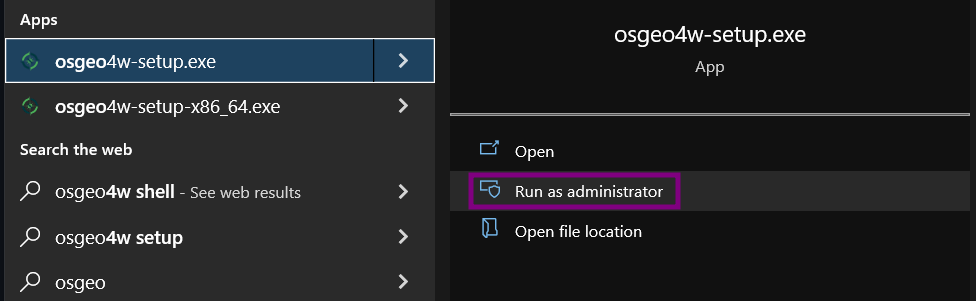 Apps
osgeo4w-setup.exe
osgeo4w-setup-x86_64.exe
Search the web
osgeo4w shell - See web results
osgeo4w setup
osgeo
osgeo4w-setup.exe
App
Open
Run as administrator
Open file location